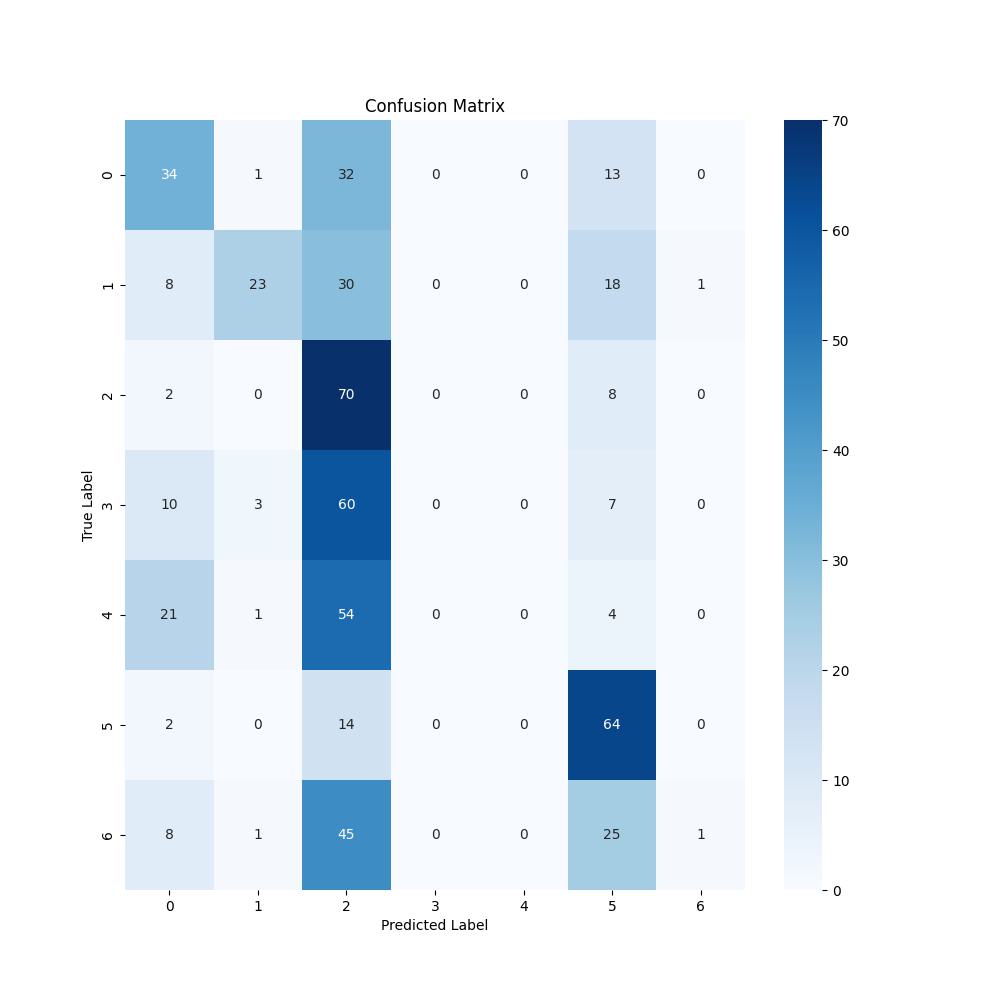 Confusion Matrix
70
0 34 1 32 0 0 13 0
60
1 8 23 30 0 0 18 1
50
2 2 0 70 0 0 8 0
40
True Label
3 10 3 60 0 0 7 0
30
4 21 1 54 0 0 4 0
20
5 2 0 14 0 0 64 0
10
6 8 1 45 0 0 25 1
0
0 1 2 3 4 5 6
Predicted Label